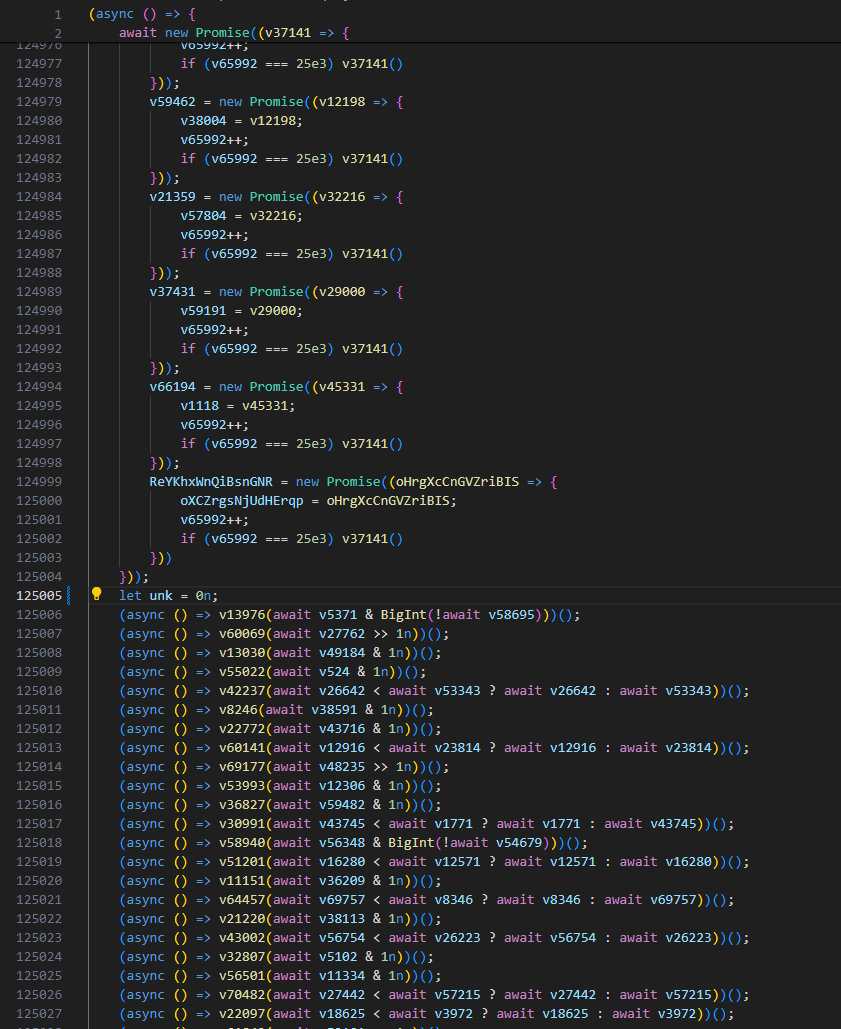 1 (async () => {
2 await new Promise((v37141 => {
124976 v65992++;
124977 if (v65992 === 25e3) v37141()
124978 }));
124979 v59462 = new Promise((v12198 => {
124980 v38004 = v12198;
124981 v65992++;
124982 if (v65992 === 25e3) v37141()
124983 }));
124984 v21359 = new Promise((v32216 => {
124985 v57804 = v32216;
124986 v65992++;
124987 if (v65992 === 25e3) v37141()
124988 }));
124989 v37431 = new Promise((v29000 => {
124990 v59191 = v29000;
124991 v65992++;
124992 if (v65992 === 25e3) v37141()
124993 }));
124994 v66194 = new Promise((v45331 => {
124995 v1118 = v45331;
124996 v65992++;
124997 if (v65992 === 25e3) v37141()
124998 }));
124999 ReYKhxWnQiBsnGNR = new Promise((oHrgXcCnGVZriBIS => {
125000 oXCZrgsNjUdHErqp = oHrgXcCnGVZriBIS;
125001 v65992++;
125002 if (v65992 === 25e3) v37141()
125003 }))
125004 }));
125005 let unk = 0n;
125006 (async () => v13976(await v5371 & BigInt(!await v58695)))();
125007 (async () => v60069(await v27762 >> 1n))();
125008 (async () => v13030(await v49184 & 1n))();
125009 (async () => v55022(await v524 & 1n))();
125010 (async () => v42237(await v26642 < await v53343 ? await v26642 : await v53343))();
125011 (async () => v8246(await v38591 & 1n))();
125012 (async () => v22772(await v43716 & 1n))();
125013 (async () => v60141(await v12916 < await v23814 ? await v12916 : await v23814))();
125014 (async () => v69177(await v48235 >> 1n))();
125015 (async () => v53993(await v12306 & 1n))();
125016 (async () => v36827(await v59482 & 1n))();
125017 (async () => v30991(await v43745 < await v1771 ? await v1771 : await v43745))();
125018 (async () => v58940(await v56348 & BigInt(!await v54679)))();
125019 (async () => v51201(await v16280 < await v12571 ? await v12571 : await v16280))();
125020 (async () => v11151(await v36209 & 1n))();
125021 (async () => v64457(await v69757 < await v8346 ? await v8346 : await v69757))();
125022 (async () => v21220(await v38113 & 1n))();
125023 (async () => v43002(await v56754 < await v26223 ? await v56754 : await v26223))();
125024 (async () => v32807(await v5102 & 1n))();
125025 (async () => v56501(await v11334 & 1n))();
125026 (async () => v70482(await v27442 < await v57215 ? await v27442 : await v57215))();
125027 (async () => v22097(await v18625 < await v3972 ? await v18625 : await v3972))();